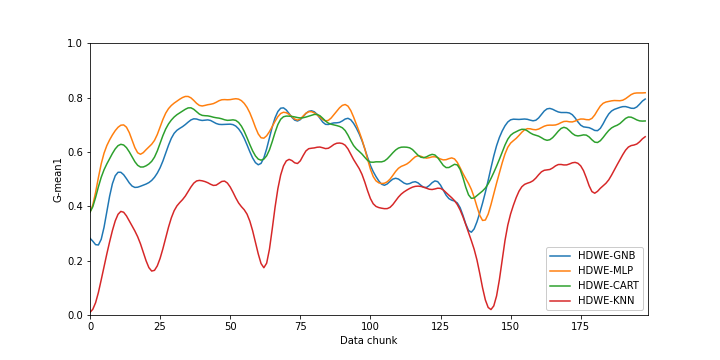 1.0
0.8
0.6
0.4
0.2
0.0
G-mean1
0 25 50 75 100 125 150 175
Data chunk
HDWE-GNB
HDWE-MLP
HDWE-CART
HDWE-KNN